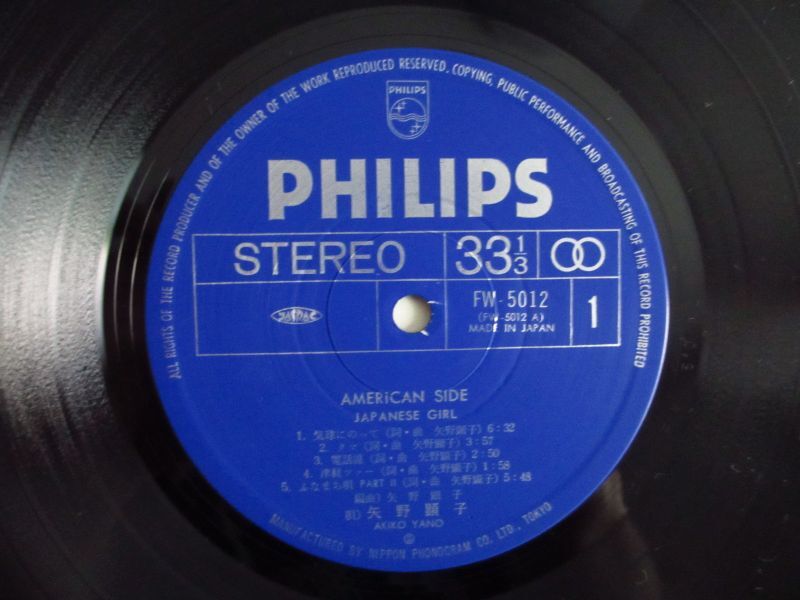 ALL RIGHTS OF THE RECORD PRODUCER AND OF THE OWNER OF THE WORK REPRODUCED RESERVED. COPYING, PUBLIC PERFORMANCE AND BROADCASTING OF THIS RECORD PROHIBITED
PHILIPS
PHILIPS
STEREO 33 1/3
JASRAC FW-5012 1
(FW-5012 A)
MADE IN JAPAN
AMERiCAN SIDE
JAPANESE GIRL
1. 気球にのって (詞・曲 矢野顕子) 6:32
2. クマ (詞・曲 矢野顕子) 3:57
3. 電話線 (詞・曲 矢野顕子) 2:50
4. 津軽ツアー (詞・曲 矢野顕子) 1:58
5. ふなまち唄 PART II (詞・曲 矢野顕子) 5:48
編曲) 矢野顕子
唄) 矢野顕子
AKIKO YANO
MANUFACTURED BY NIPPON PHONOGRAM CO. LTD., TOKYO